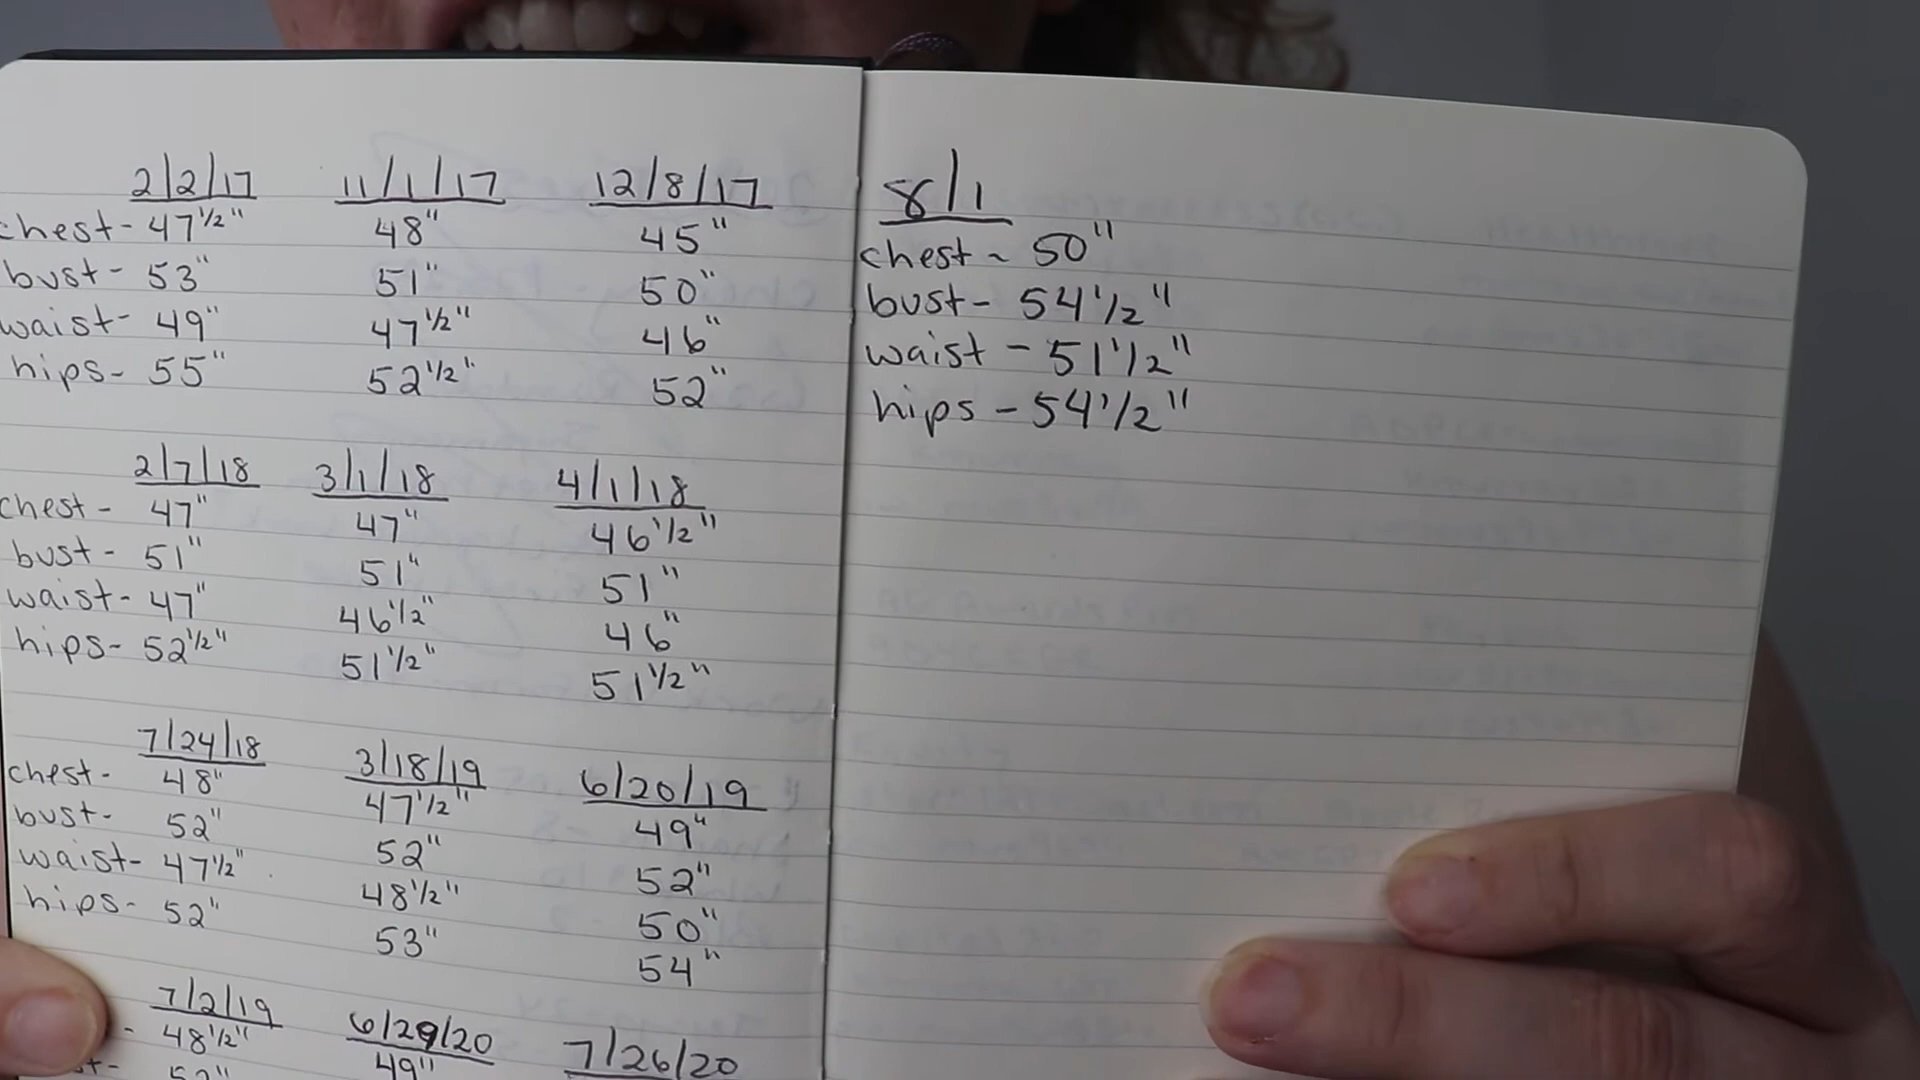 2/2/17 11/1/17 12/8/17
chest- 47 1/2" 48" 45"
bust- 53" 51" 50"
waist- 49" 47 1/2" 46"
hips- 55" 52 1/2" 52"
2/7/18 3/1/18 4/1/18
chest- 47" 47" 46 1/2"
bust- 51" 51" 51"
waist- 47" 46 1/2" 46"
hips- 52 1/2" 51 1/2" 51 1/2"
7/24/18 3/18/19 6/20/19
chest- 48" 47 1/2" 49"
bust- 52" 52" 52"
waist- 47 1/2" 48 1/2" 50"
hips- 52" 53" 54"
7/2/19 6/29/20 7/26/20
- 48 1/2" 49"
8/1
chest ~ 50"
bust- 54 1/2"
waist - 51 1/2"
hips - 54 1/2"